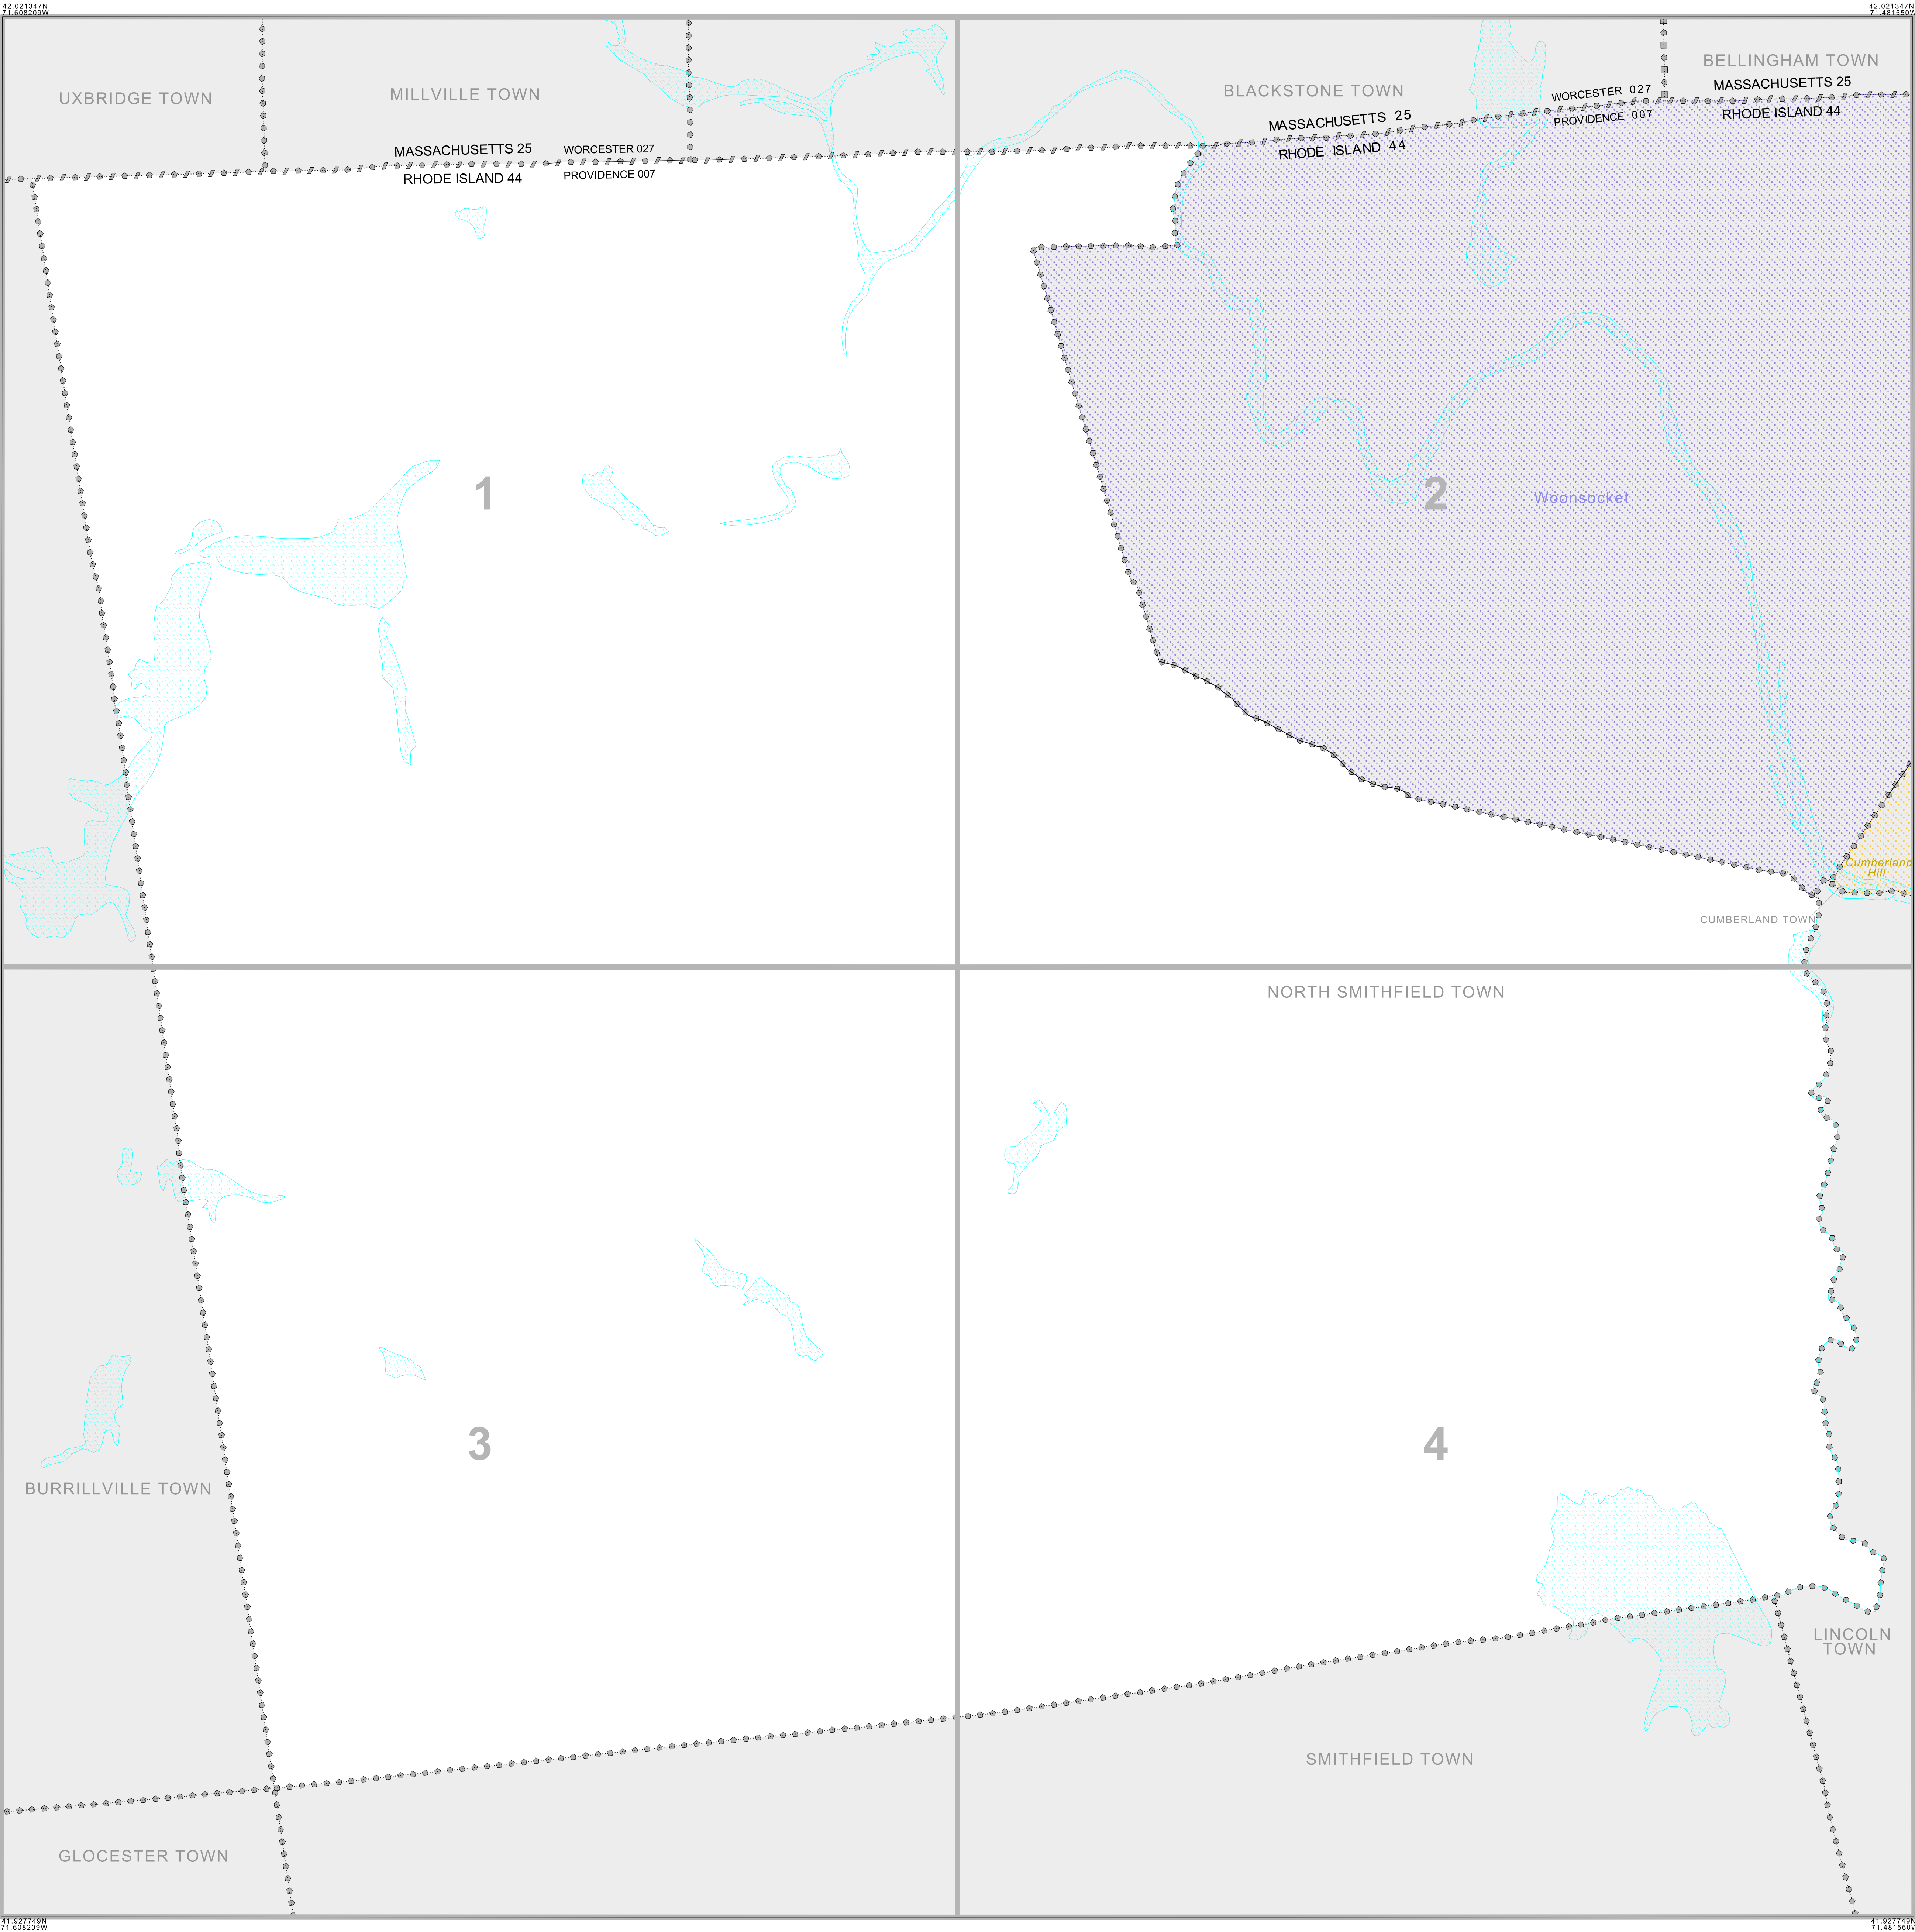 42.021347N
71.608209W
42.021347N
71.481550W
UXBRIDGE TOWN
MILLVILLE TOWN
BLACKSTONE TOWN
BELLINGHAM TOWN
MASSACHUSETTS 25
WORCESTER 027
RHODE ISLAND 44
PROVIDENCE 007
MASSACHUSETTS 25
RHODE ISLAND 44
WORCESTER 027
PROVIDENCE 007
MASSACHUSETTS 25
RHODE ISLAND 44
1
2
Woonsocket
Cumberland
Hill
CUMBERLAND TOWN
NORTH SMITHFIELD TOWN
3
4
BURRILLVILLE TOWN
LINCOLN
TOWN
SMITHFIELD TOWN
GLOCESTER TOWN
41.927749N
71.608209W
41.927749N
71.481550W